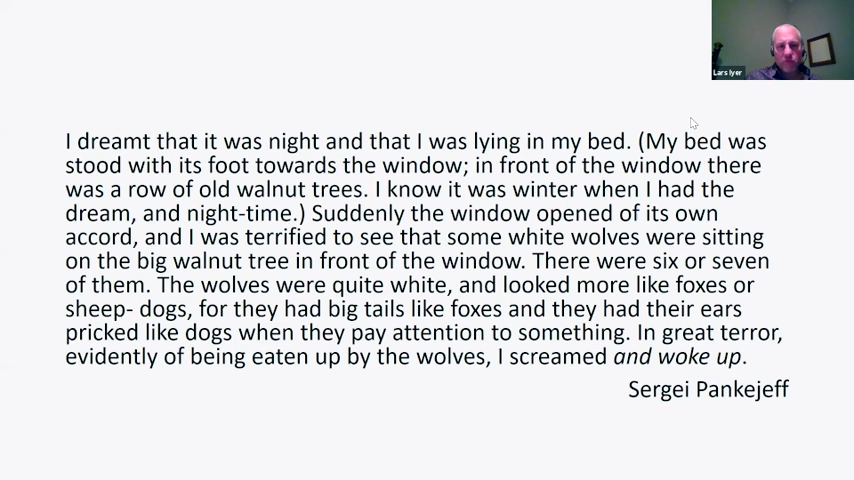 Lars Iyer
I dreamt that it was night and that I was lying in my bed. (My bed was
stood with its foot towards the window; in front of the window there
was a row of old walnut trees. I know it was winter when I had the
dream, and night-time.) Suddenly the window opened of its own
accord, and I was terrified to see that some white wolves were sitting
on the big walnut tree in front of the window. There were six or seven
of them. The wolves were quite white, and looked more like foxes or
sheep- dogs, for they had big tails like foxes and they had their ears
pricked like dogs when they pay attention to something. In great terror,
evidently of being eaten up by the wolves, I screamed and woke up.
Sergei Pankejeff